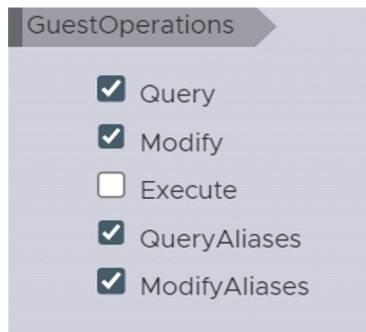 GuestOperations
Query
Modify
Execute
QueryAliases
ModifyAliases